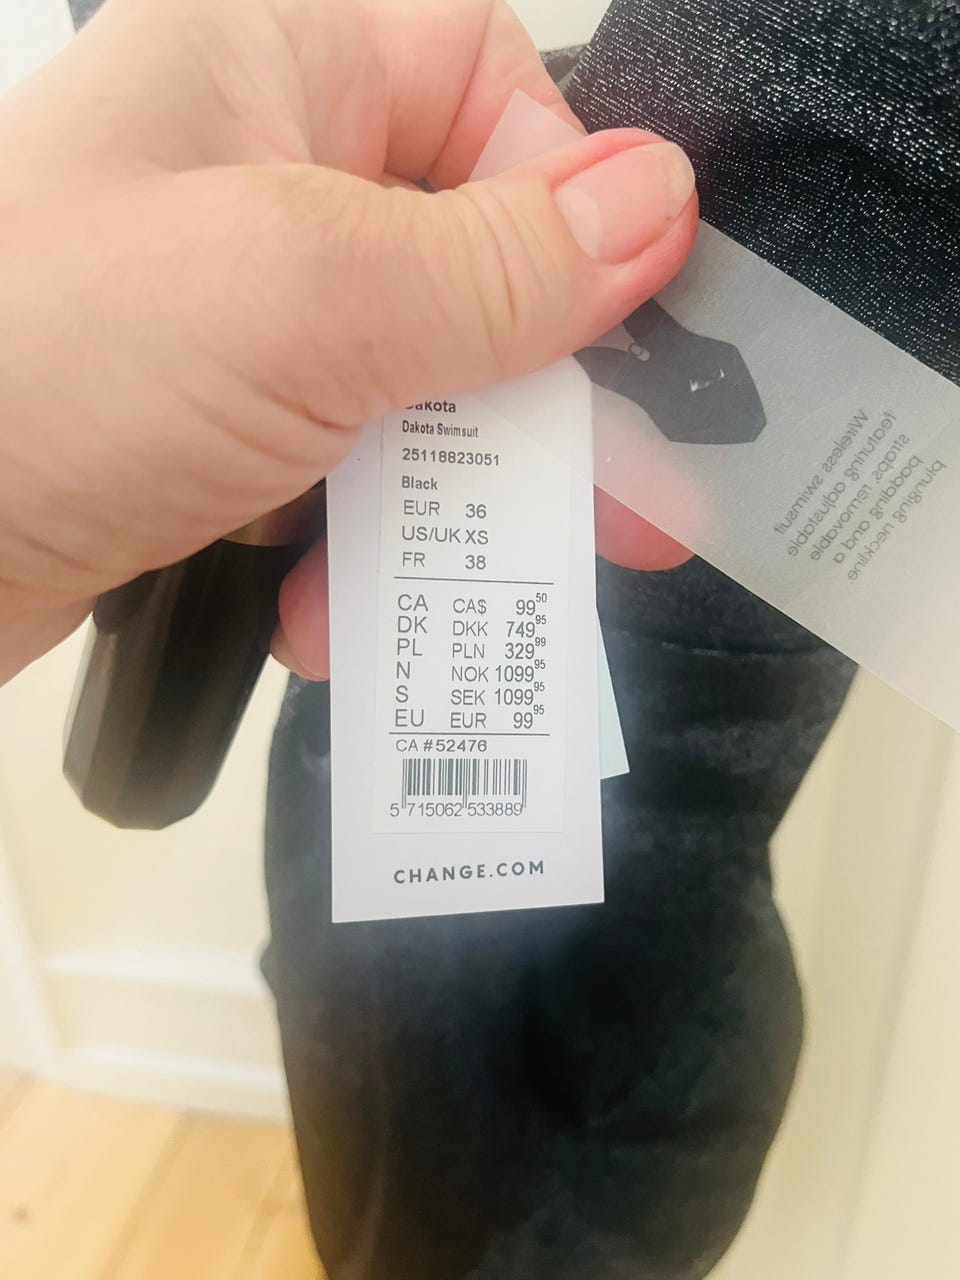 Dakota
Dakota Swimsuit
25118823051
Black
EUR 36
US/UK XS
FR 38
CA CA$ 99 50
DK DKK 749 95
PL PLN 329 99
N NOK 1099 95
S SEK 1099 95
EU EUR 99 95
CA #52476
5 715062 533889
CHANGE.COM
Wireless swimsuit
featuring adjustable
straps, removable
padding and a
plunging neckline.